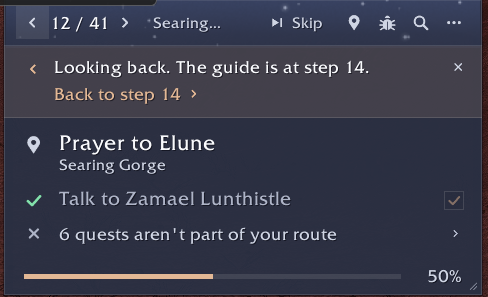 12 / 41 Searing... Skip
Looking back. The guide is at step 14.
Back to step 14
Prayer to Elune
Searing Gorge
Talk to Zamael Lunthistle
6 quests aren't part of your route
50%